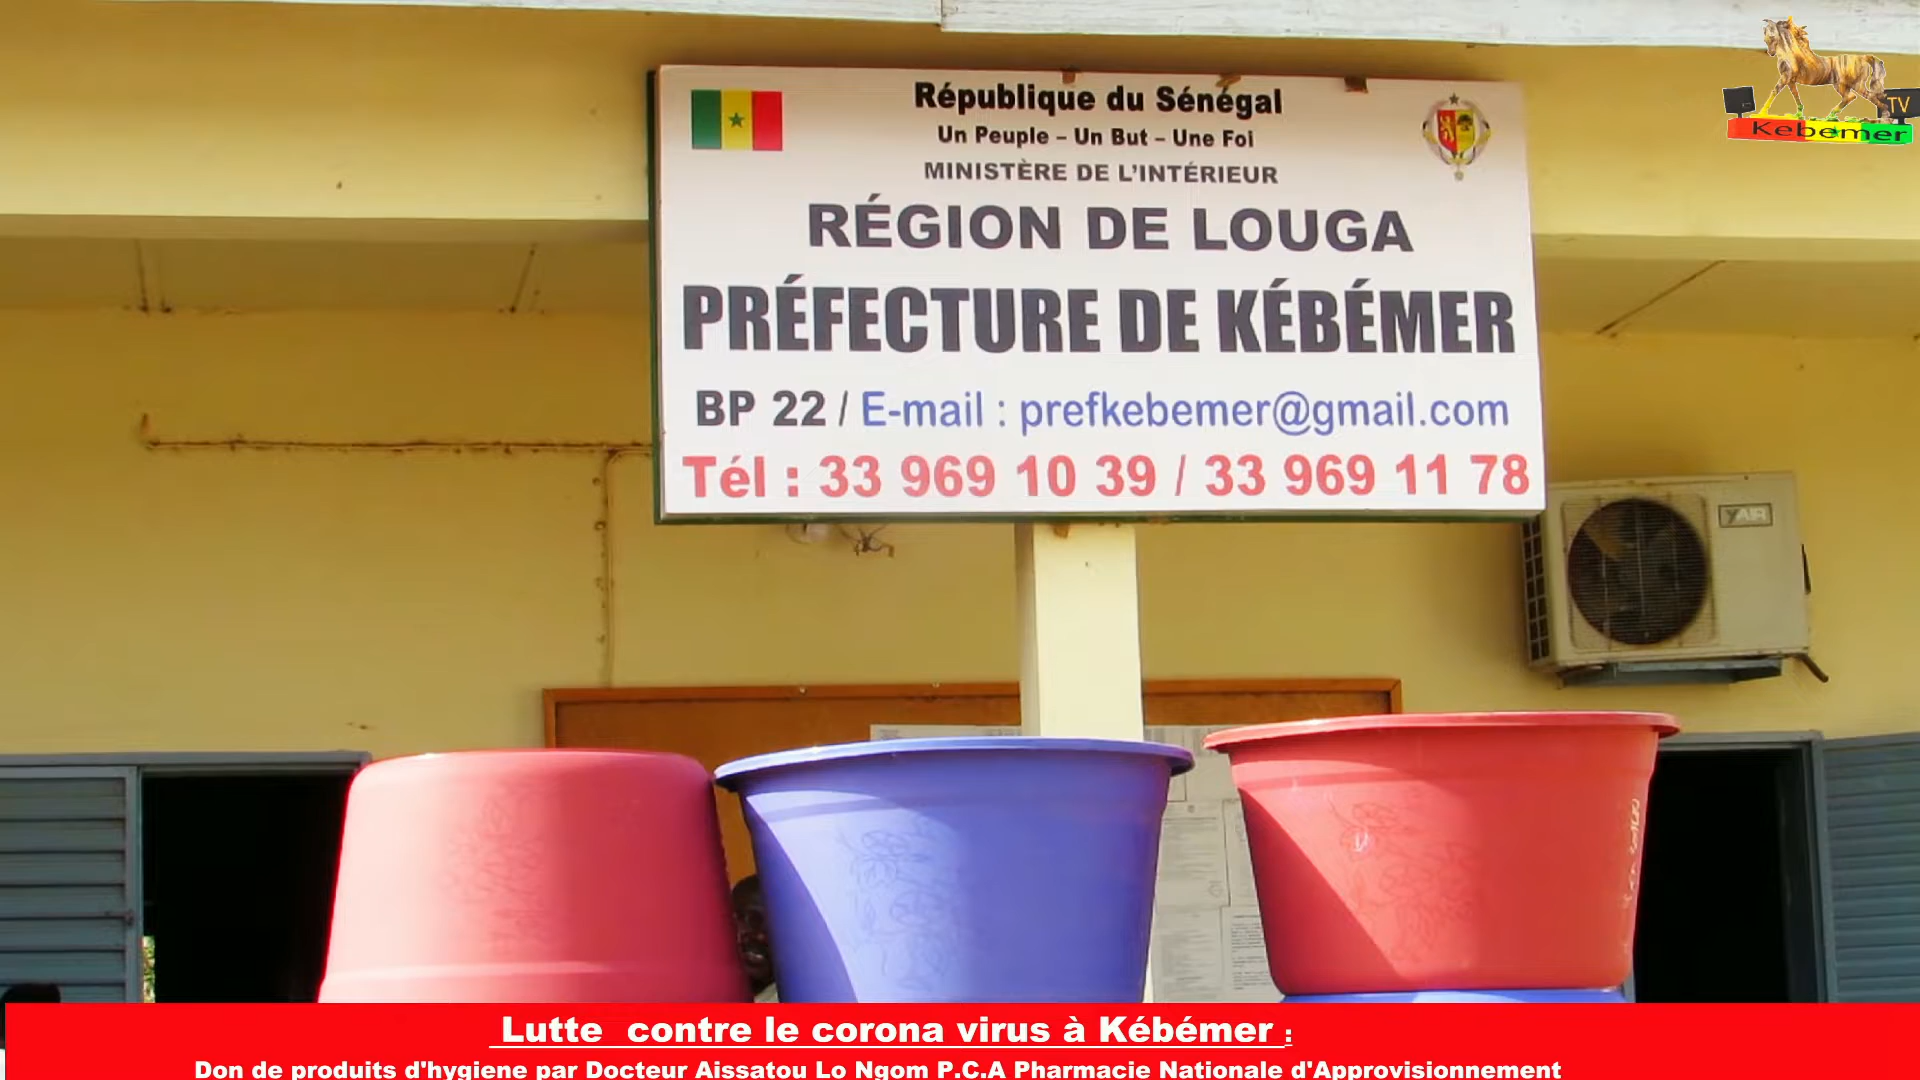 République du Sénégal
Un Peuple – Un But – Une Foi
MINISTÈRE DE L'INTÉRIEUR
RÉGION DE LOUGA
PRÉFECTURE DE KÉBÉMER
BP 22 / E-mail : prefkebemer@gmail.com
Tél : 33 969 10 39 / 33 969 11 78
TV
Kebemer
YAIR
Lutte contre le corona virus à Kébémer :
Don de produits d'hygiene par Docteur Aissatou Lo Ngom P.C.A Pharmacie Nationale d'Approvisionnement